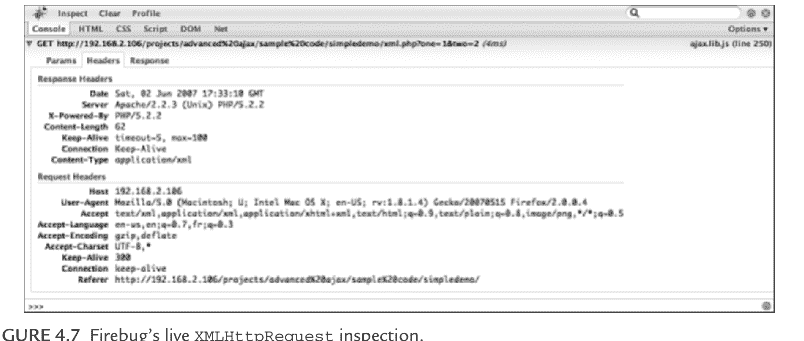 Inspect Clear Profile
Console HTML CSS Script DOM Net Options
GET http://192.168.2.106/projects/advanced%20ajax/sample%20code/simpledemo/xml.php?one=1&two=2 (4ms) ajax.lib.js (line 250)
Params Headers Response
Response Headers
Date Sat, 02 Jun 2007 17:33:10 GMT
Server Apache/2.2.3 (Unix) PHP/5.2.2
X-Powered-By PHP/5.2.2
Content-Length 62
Keep-Alive timeout=5, max=100
Connection Keep-Alive
Content-Type application/xml
Request Headers
Host 192.168.2.106
User-Agent Mozilla/5.0 (Macintosh; U; Intel Mac OS X; en-US; rv:1.8.1.4) Gecko/20070515 Firefox/2.0.0.4
Accept text/xml,application/xml,application/xhtml+xml,text/html;q=0.9,text/plain;q=0.8,image/png,*/*;q=0.5
Accept-Language en-us,en;q=0.7,fr;q=0.3
Accept-Encoding gzip,deflate
Accept-Charset UTF-8,*
Keep-Alive 300
Connection keep-alive
Referer http://192.168.2.106/projects/advanced%20ajax/sample%20code/simpledemo/
>>>
GURE 4.7 Firebug's live XMLHttpRequest inspection.